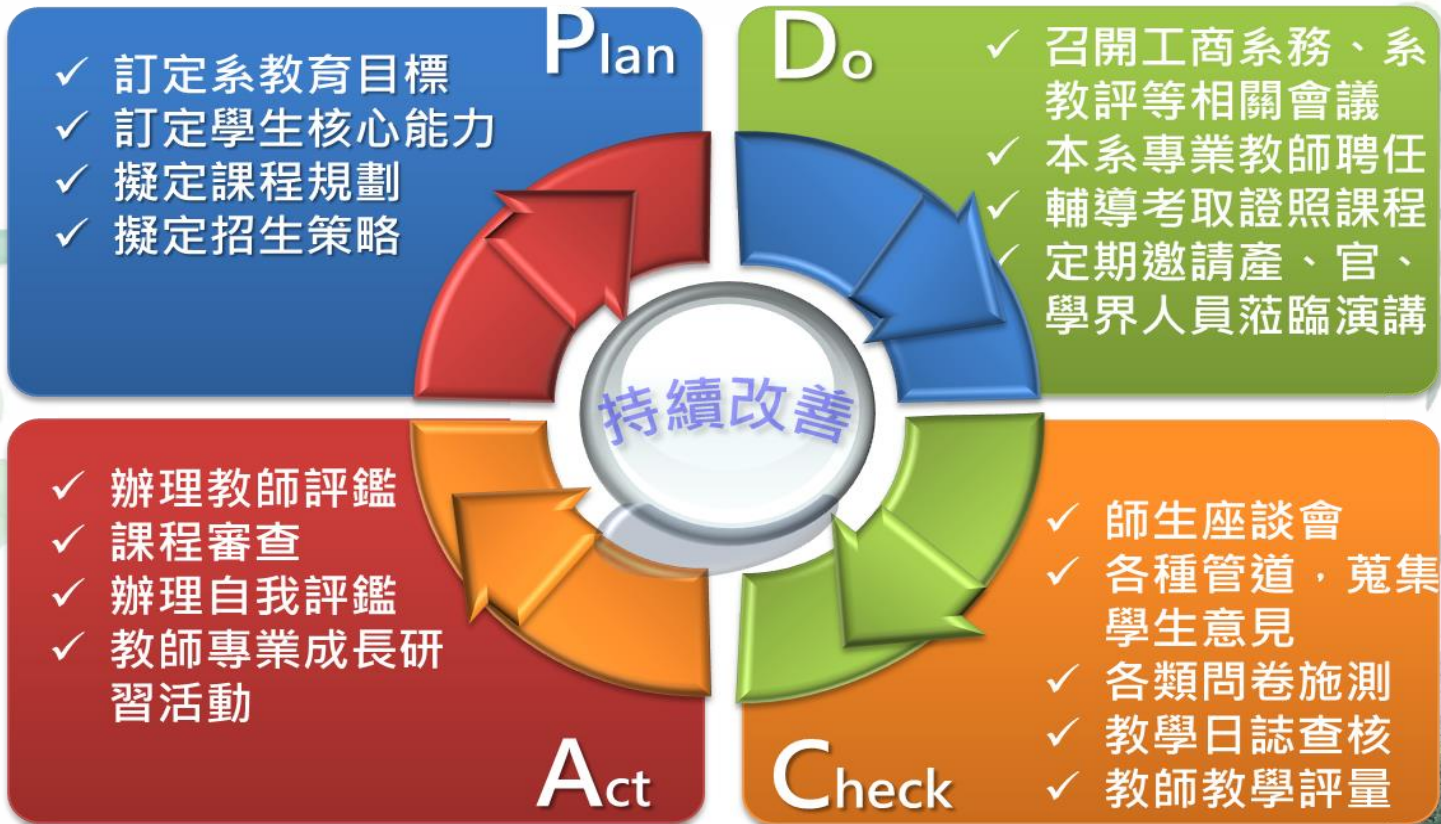 Plan
✓ 訂定系教育目標
✓ 訂定學生核心能力
✓ 擬定課程規劃
✓ 擬定招生策略
Do
✓ 召開工商系務、系
教評等相關會議
✓ 本系專業教師聘任
✓ 輔導考取證照課程
✓ 定期邀請產、官、
學界人員蒞臨演講
持續改善
✓ 辦理教師評鑑
✓ 課程審查
✓ 辦理自我評鑑
✓ 教師專業成長研
習活動
Act
✓ 師生座談會
✓ 各種管道，蒐集
學生意見
✓ 各類問卷施測
✓ 教學日誌查核
✓ 教師教學評量
Check